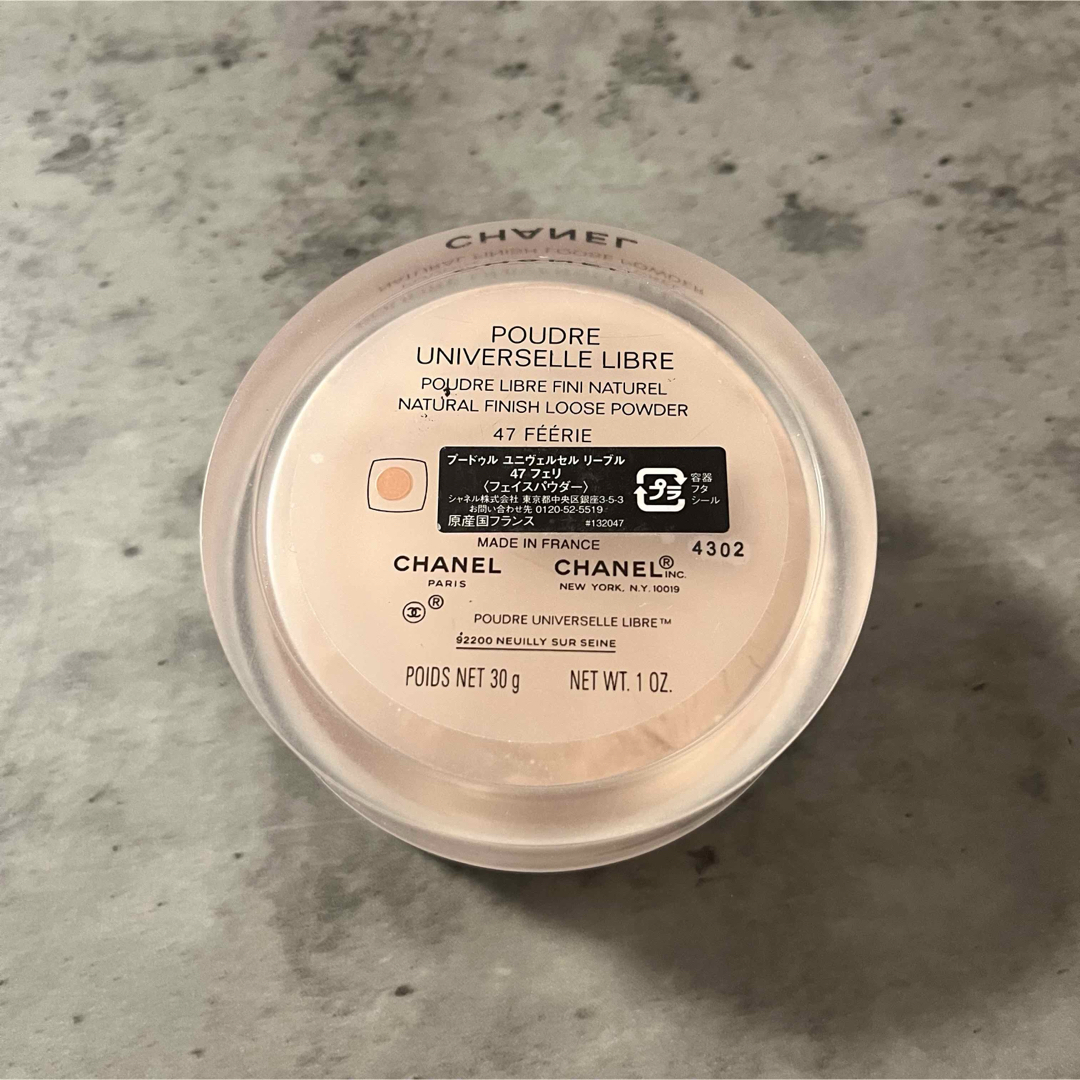 CHANEL
NATURAL FINISH LOOSE POWDER
POUDRE
UNIVERSELLE LIBRE
POUDRE LIBRE FINI NATUREL
NATURAL FINISH LOOSE POWDER
47 FÉÉRIE
プードゥル ユニヴェルセル リーブル
47 フェリ
〈フェイスパウダー〉
シャネル株式会社 東京都中央区銀座3-5-3
お問い合わせ先 0120-52-5519
原産国フランス #132047
プラ
容器
フタ
シール
MADE IN FRANCE
4302
CHANEL
PARIS
CHANEL® INC.
NEW YORK, N.Y. 10019
®
POUDRE UNIVERSELLE LIBRE™
92200 NEUILLY SUR SEINE
POIDS NET 30 g NET WT. 1 OZ.